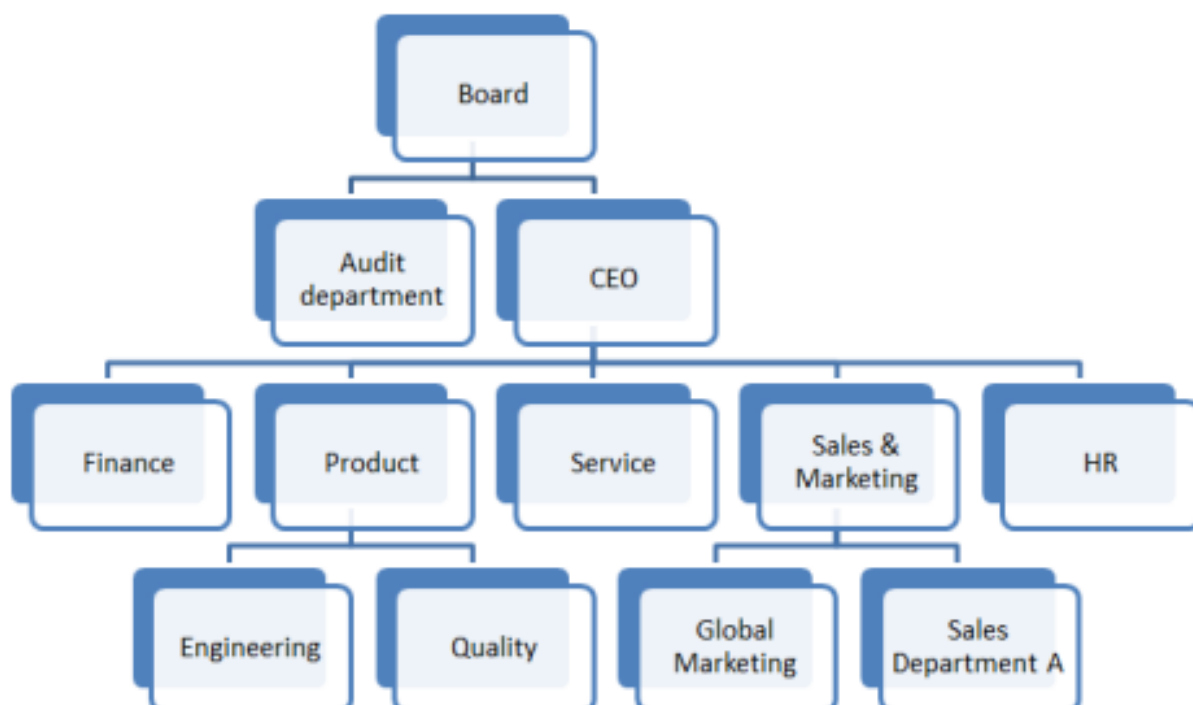 Board
Audit
department
CEO
Finance
Product
Service
Sales &
Marketing
HR
Engineering
Quality
Global
Marketing
Sales
Department A